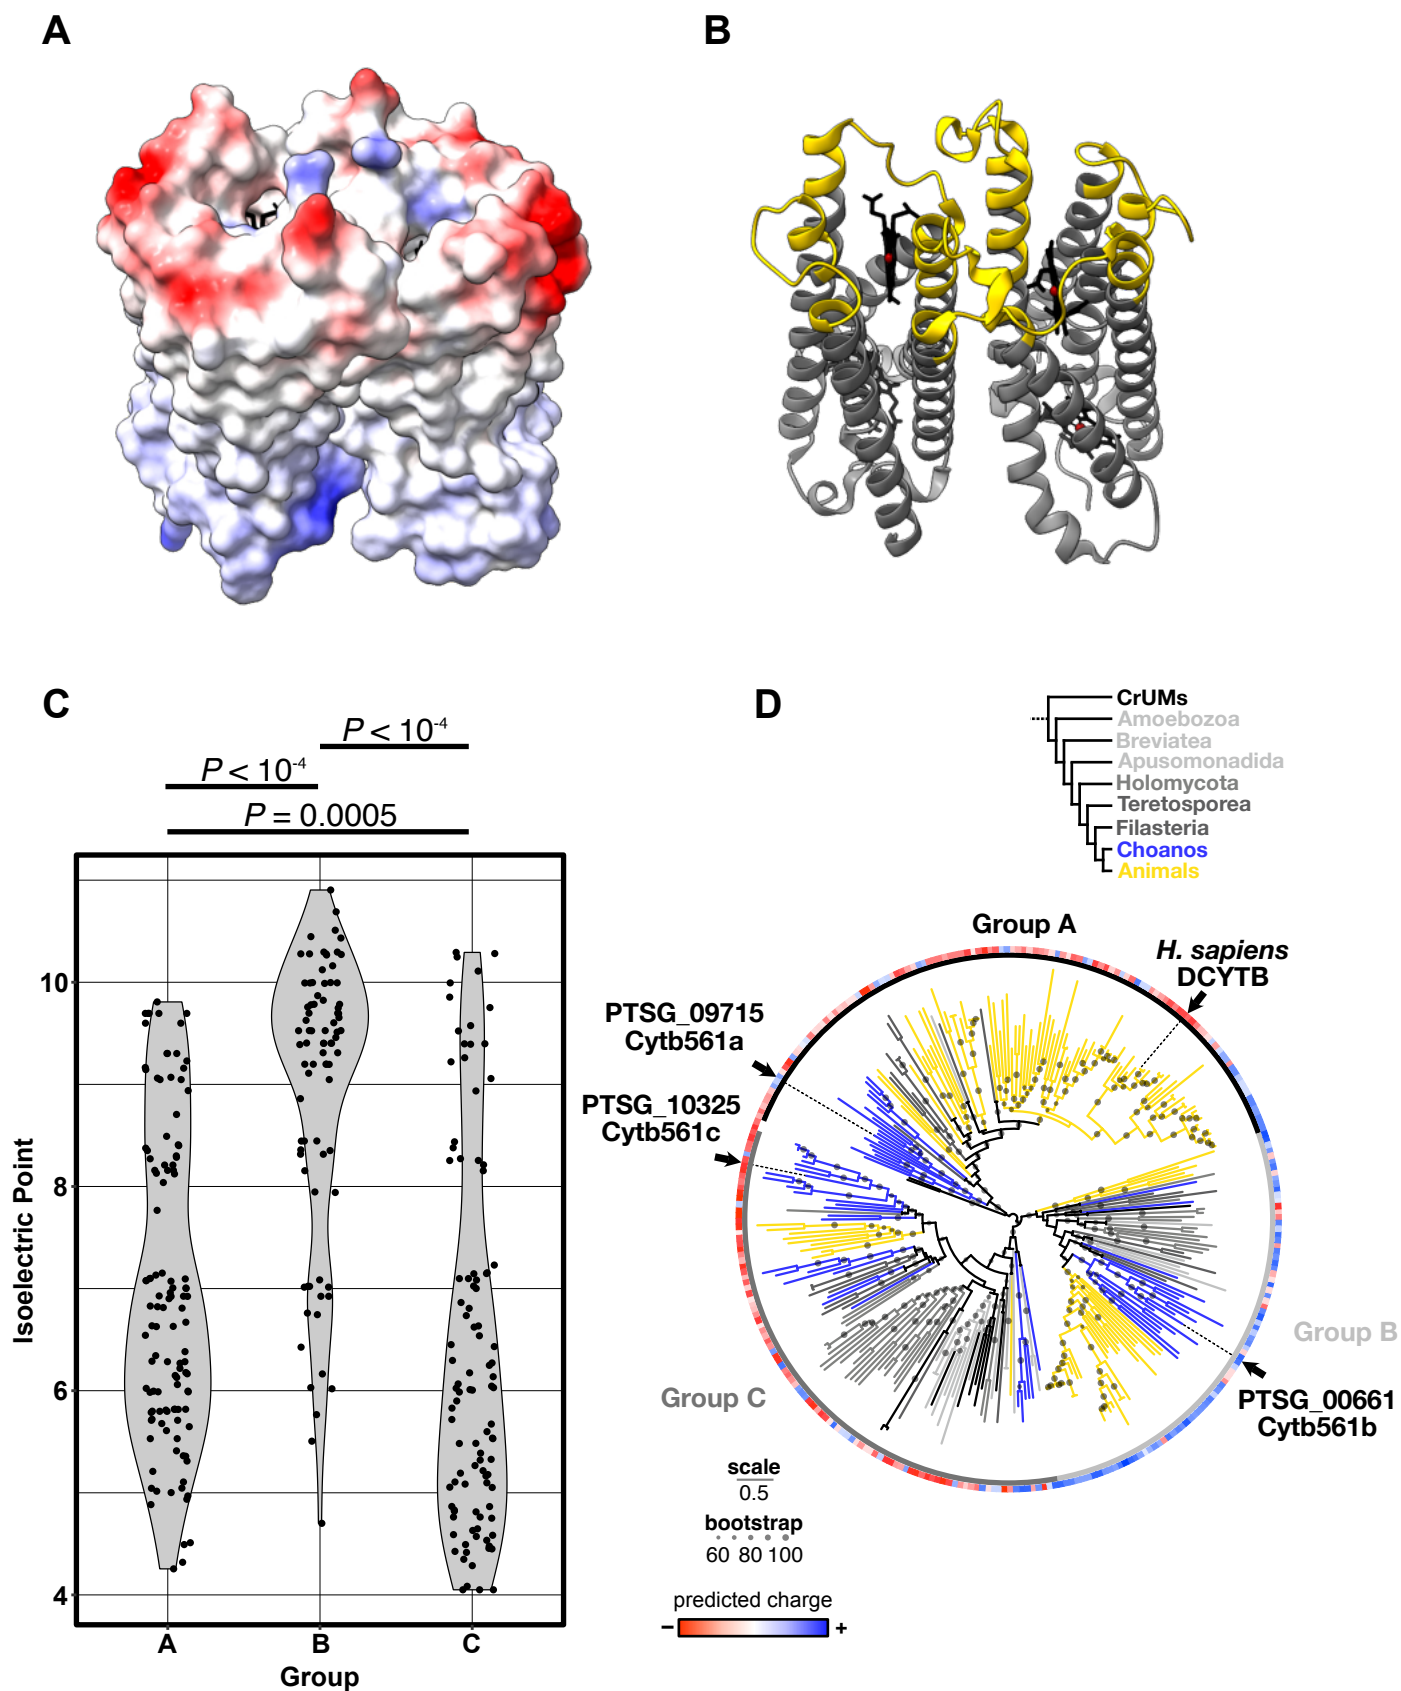 A
B
C
P < 10-4
P < 10-4
P = 0.0005
Isoelectric Point
10
8
6
4
A
B
C
Group
D
CrUMs
Amoebozoa
Breviatea
Apusomonadida
Holomycota
Teretosporea
Filasteria
Choanos
Animals
Group A
H. sapiens
DCYTB
PTSG_09715
Cytb561a
PTSG_10325
Cytb561c
Group B
PTSG_00661
Cytb561b
Group C
scale
0.5
bootstrap
60 80 100
predicted charge
− +